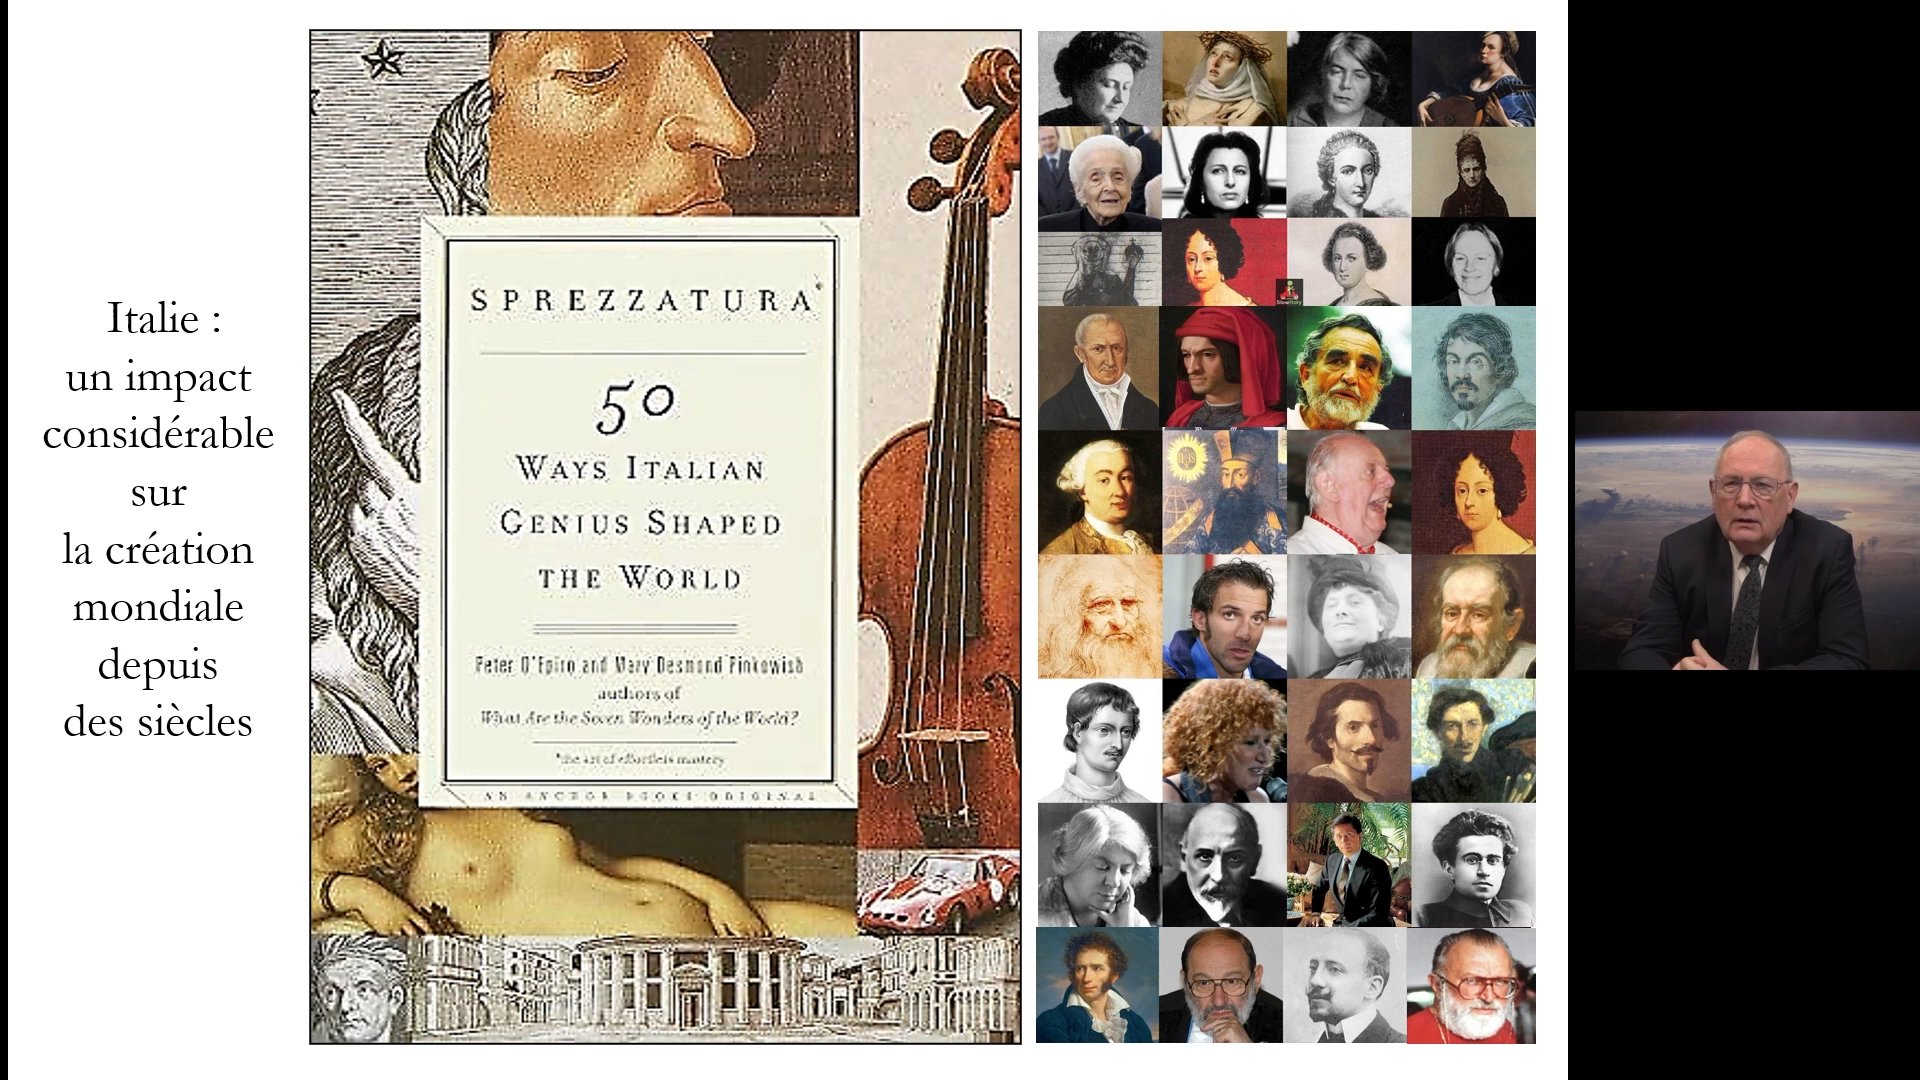 Italie :
un impact
considérable
sur
la création
mondiale
depuis
des siècles
SPREZZATURA*
50
WAYS ITALIAN
GENIUS SHAPED
THE WORLD
Peter D'Epiro and Mary Desmond Pinkowish
authors of
What Are the Seven Wonders of the World?
*the art of effortless mastery
AN ANCHOR BOOKS ORIGINAL
SlowItaly
IHS